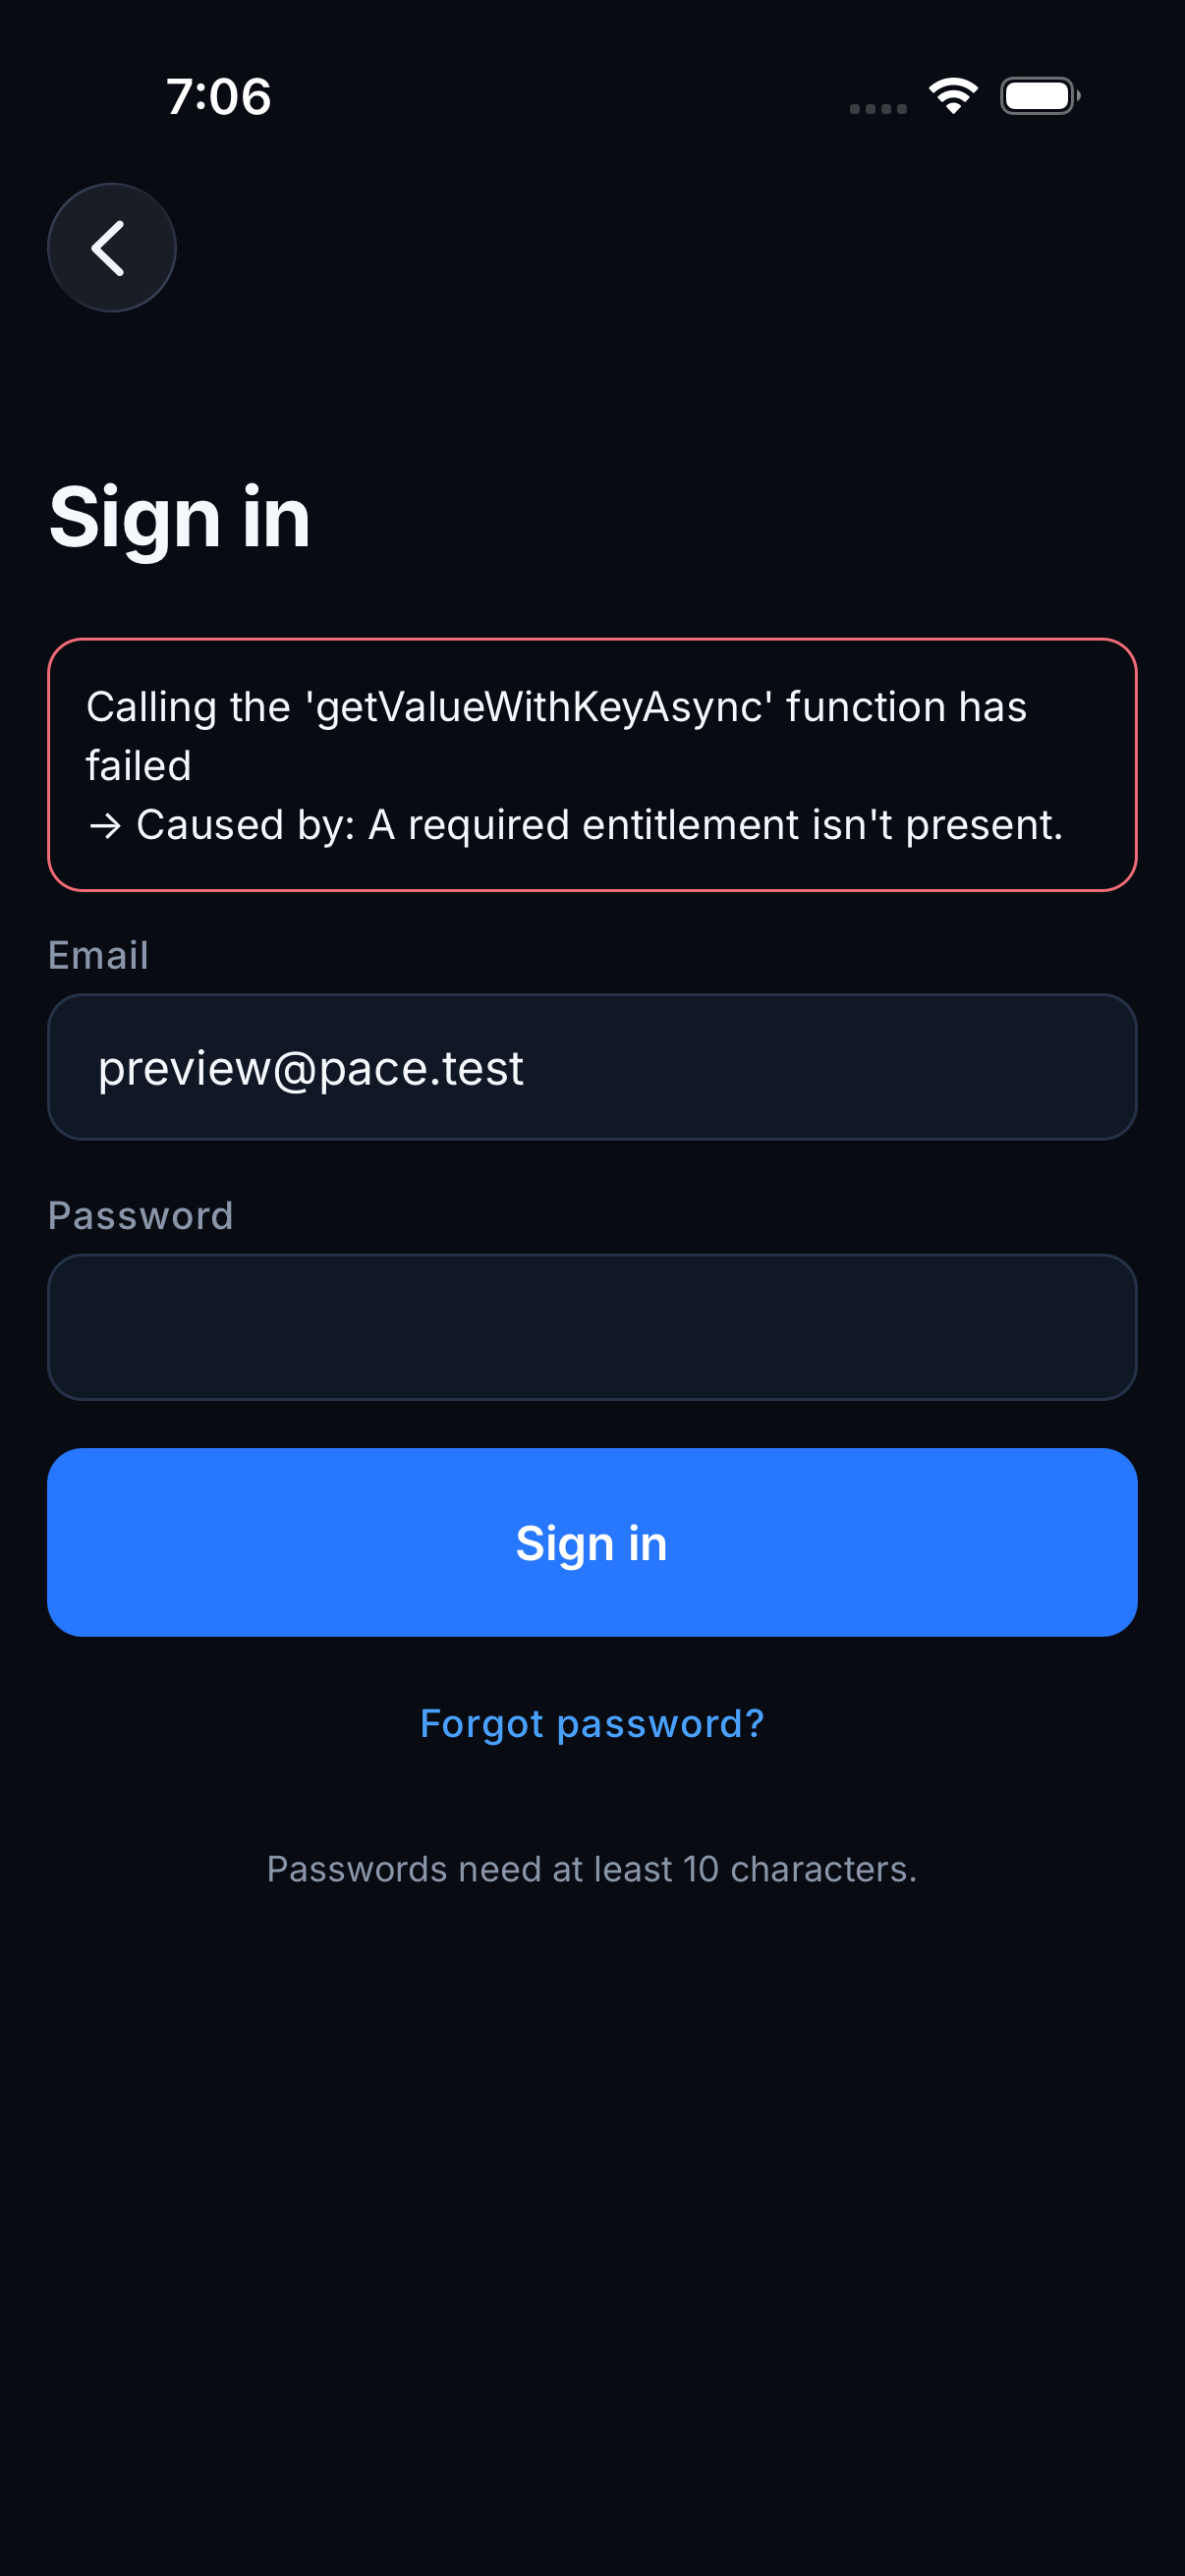 7:06
Sign in
Calling the 'getValueWithKeyAsync' function has
failed
→ Caused by: A required entitlement isn't present.
Email
preview@pace.test
Password
Sign in
Forgot password?
Passwords need at least 10 characters.